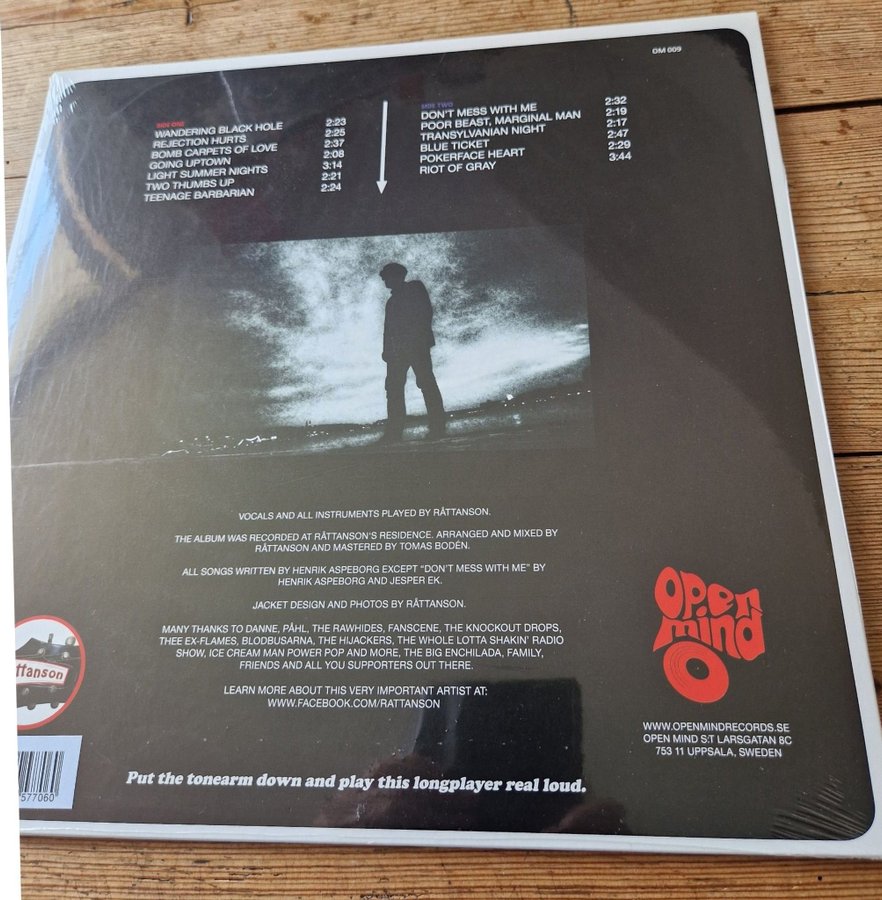 OM 009
SIDE ONE
WANDERING BLACK HOLE 2:23
REJECTION HURTS 2:25
BOMB CARPETS OF LOVE 2:37
GOING UPTOWN 2:08
LIGHT SUMMER NIGHTS 3:14
TWO THUMBS UP 2:21
TEENAGE BARBARIAN 2:24
SIDE TWO
DON'T MESS WITH ME 2:32
POOR BEAST, MARGINAL MAN 2:19
TRANSYLVANIAN NIGHT 2:17
BLUE TICKET 2:47
POKERFACE HEART 2:29
RIOT OF GRAY 3:44
VOCALS AND ALL INSTRUMENTS PLAYED BY RÅTTANSON.
THE ALBUM WAS RECORDED AT RÅTTANSON'S RESIDENCE. ARRANGED AND MIXED BY
RÅTTANSON AND MASTERED BY TOMAS BODÉN.
ALL SONGS WRITTEN BY HENRIK ASPEBORG EXCEPT "DON'T MESS WITH ME" BY
HENRIK ASPEBORG AND JESPER EK.
JACKET DESIGN AND PHOTOS BY RÅTTANSON.
MANY THANKS TO DANNE, PÅHL, THE RAWHIDES, FANSCENE, THE KNOCKOUT DROPS,
THEE EX-FLAMES, BLODBUSARNA, THE HIJACKERS, THE WHOLE LOTTA SHAKIN' RADIO
SHOW, ICE CREAM MAN POWER POP AND MORE, THE BIG ENCHILADA, FAMILY,
FRIENDS AND ALL YOU SUPPORTERS OUT THERE.
LEARN MORE ABOUT THIS VERY IMPORTANT ARTIST AT:
WWW.FACEBOOK.COM/RATTANSON
ttanson
577060
Open
mind
WWW.OPENMINDRECORDS.SE
OPEN MIND S:T LARSGATAN 8C
753 11 UPPSALA, SWEDEN
Put the tonearm down and play this longplayer real loud.